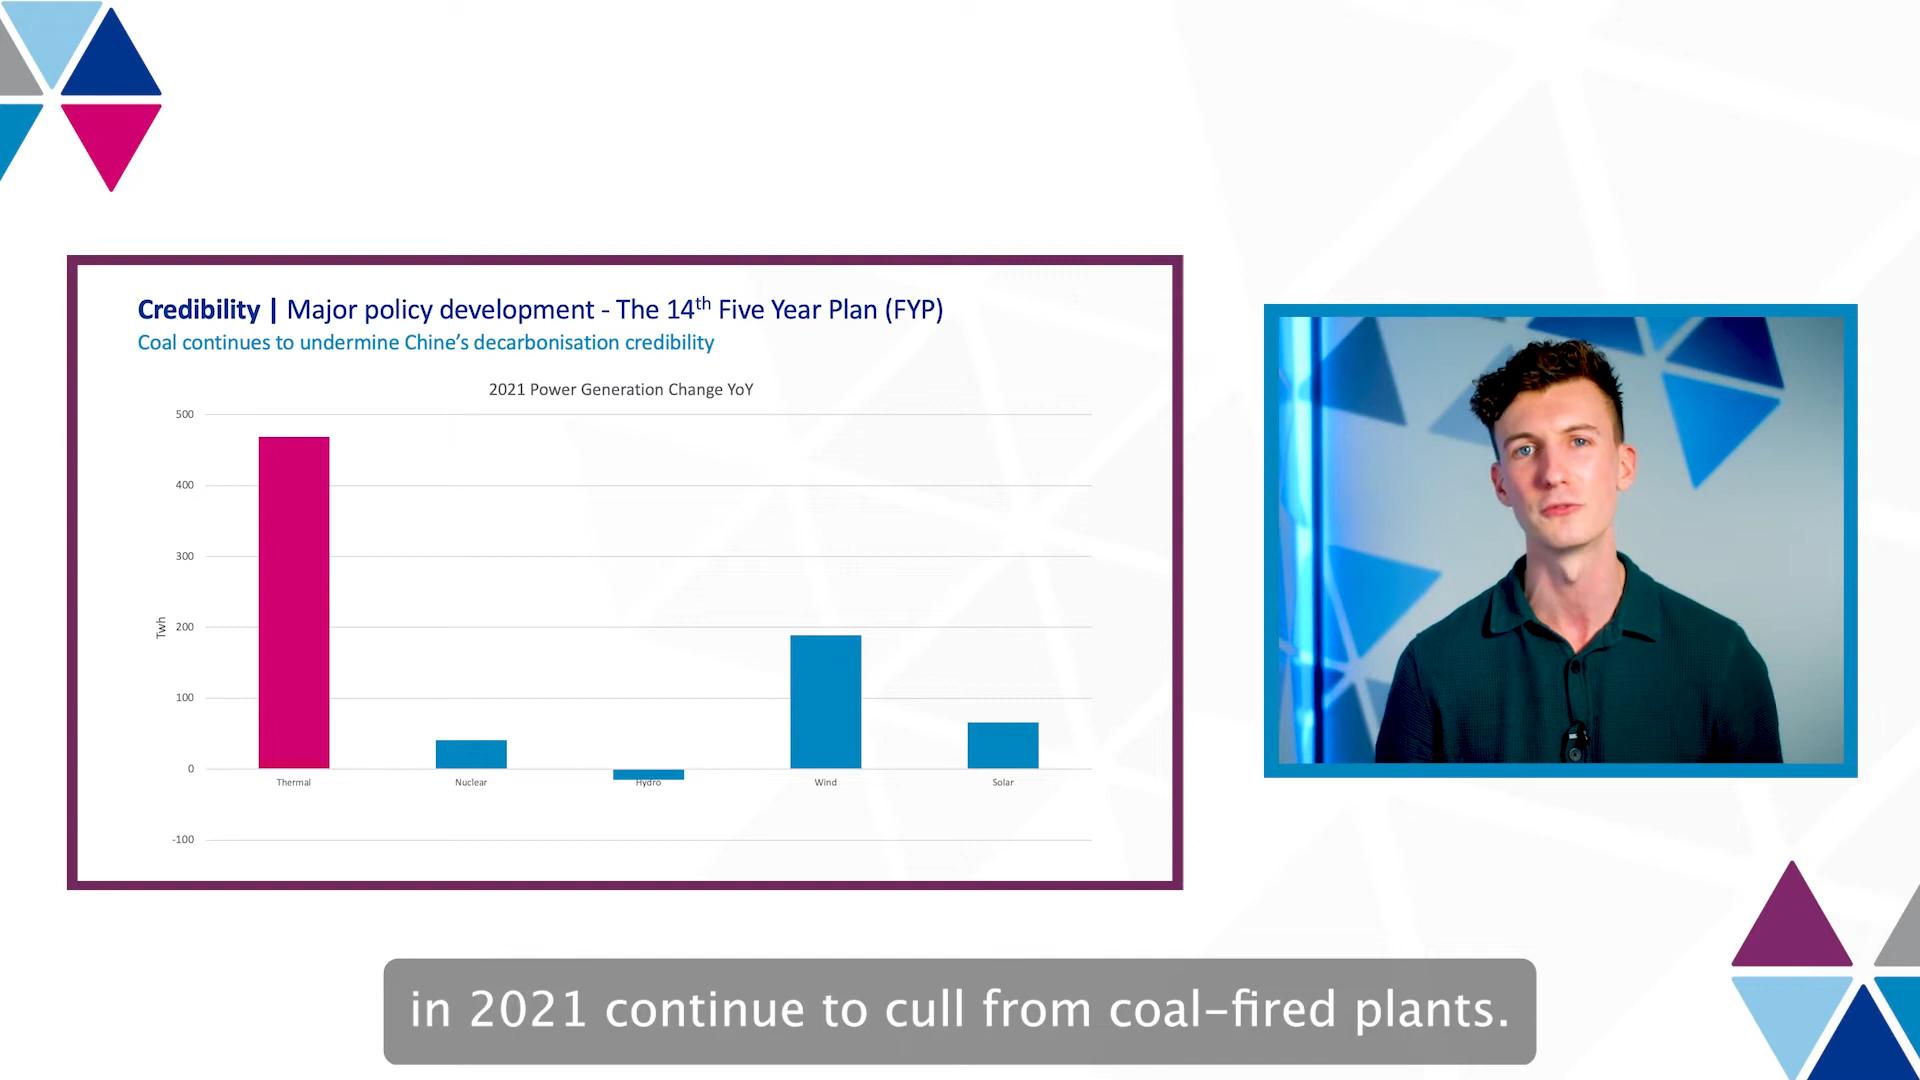 Credibility | Major policy development - The 14th Five Year Plan (FYP)
Coal continues to undermine Chine's decarbonisation credibility
2021 Power Generation Change YoY
500
400
300
200
100
0
-100
Twh
Thermal
Nuclear
Hydro
Wind
Solar
in 2021 continue to cull from coal-fired plants.